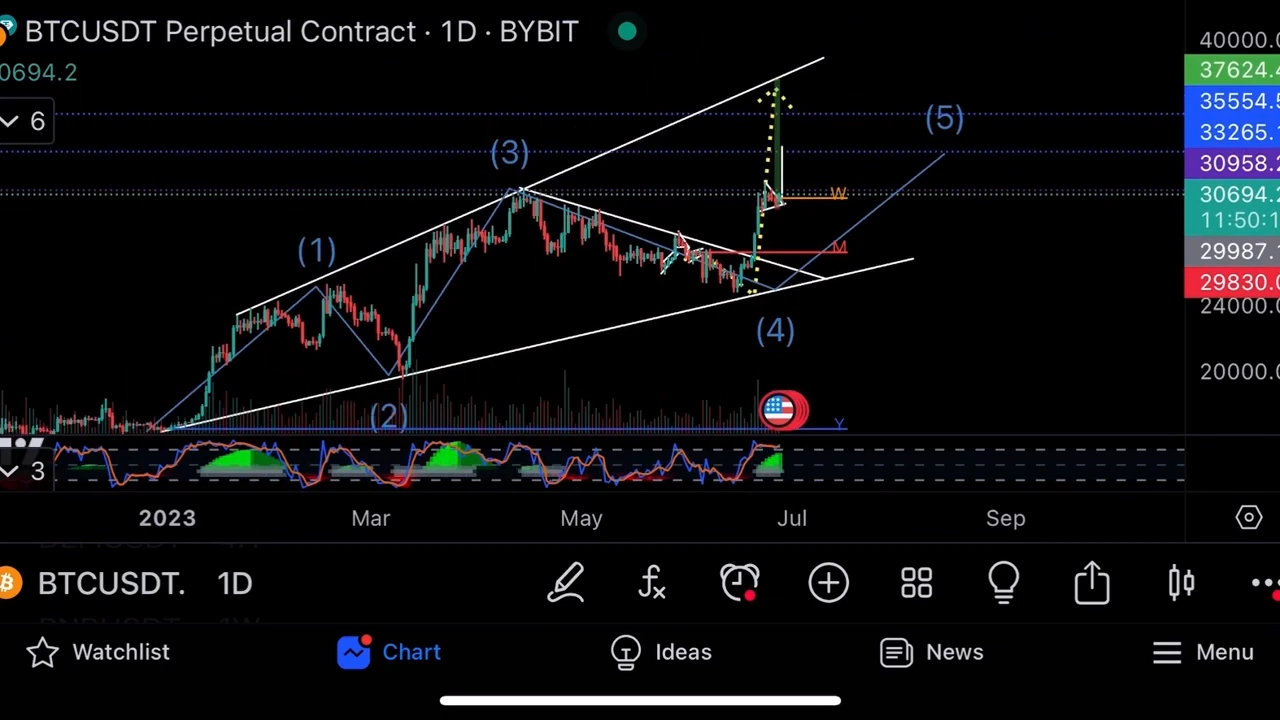 BTCUSDT Perpetual Contract · 1D · BYBIT
0694.2
6
40000.0
37624.4
35554.5
33265.1
30958.2
30694.2
11:50:1
29987.1
29830.0
24000.0
20000.0
(5)
(3)
(1)
W
M
(4)
(2)
Y
3
2023 Mar May Jul Sep
BTCUSDT. 1D
Watchlist Chart Ideas News Menu